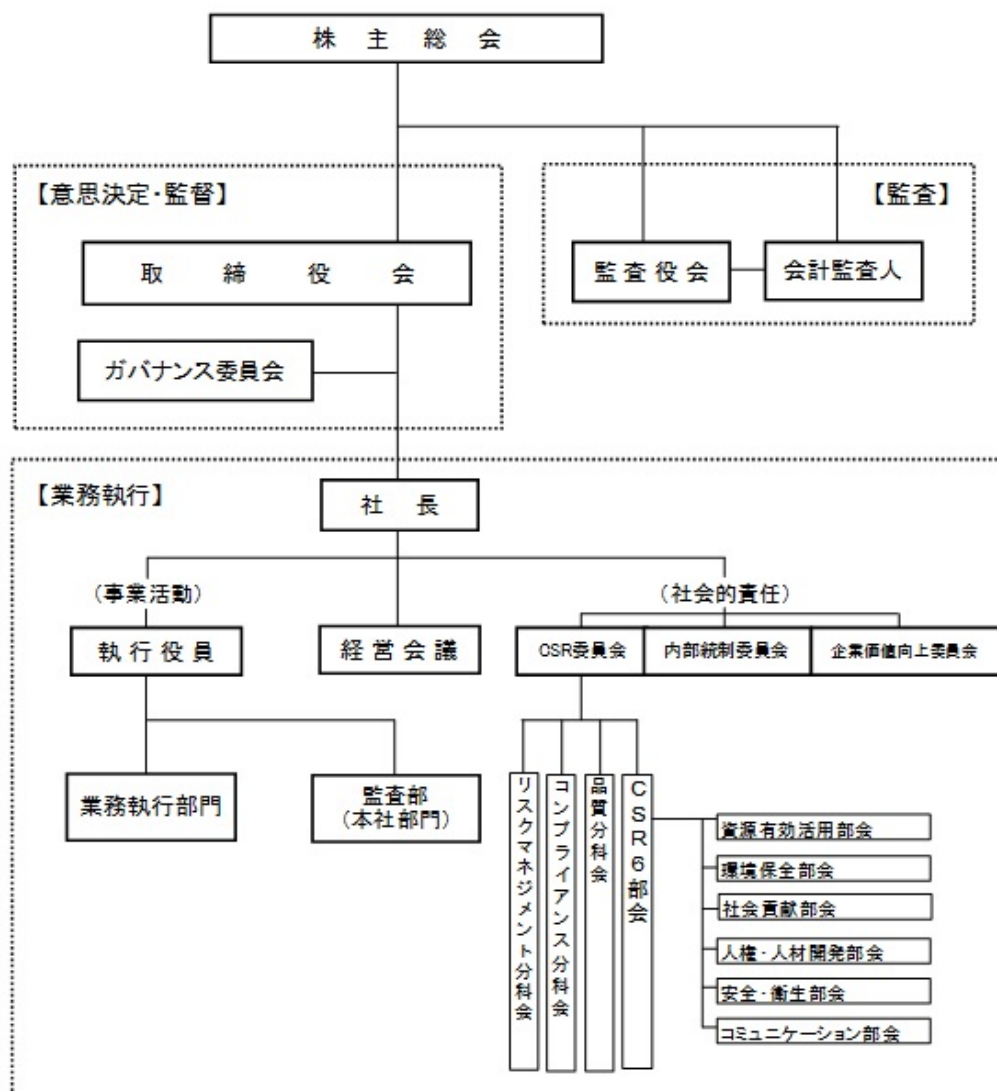 株主総会
【意思決定・監督】
【監査】
取締役会
監査役会
会計監査人
ガバナンス委員会
【業務執行】
社長
(事業活動)
(社会的責任)
執行役員
経営会議
CSR委員会
内部統制委員会
企業価値向上委員会
業務執行部門
監査部
(本社部門)
リスクマネジメント分科会
コンプライアンス分科会
品質分科会
CSR6部会
資源有効活用部会
環境保全部会
社会貢献部会
人権・人材開発部会
安全・衛生部会
コミュニケーション部会